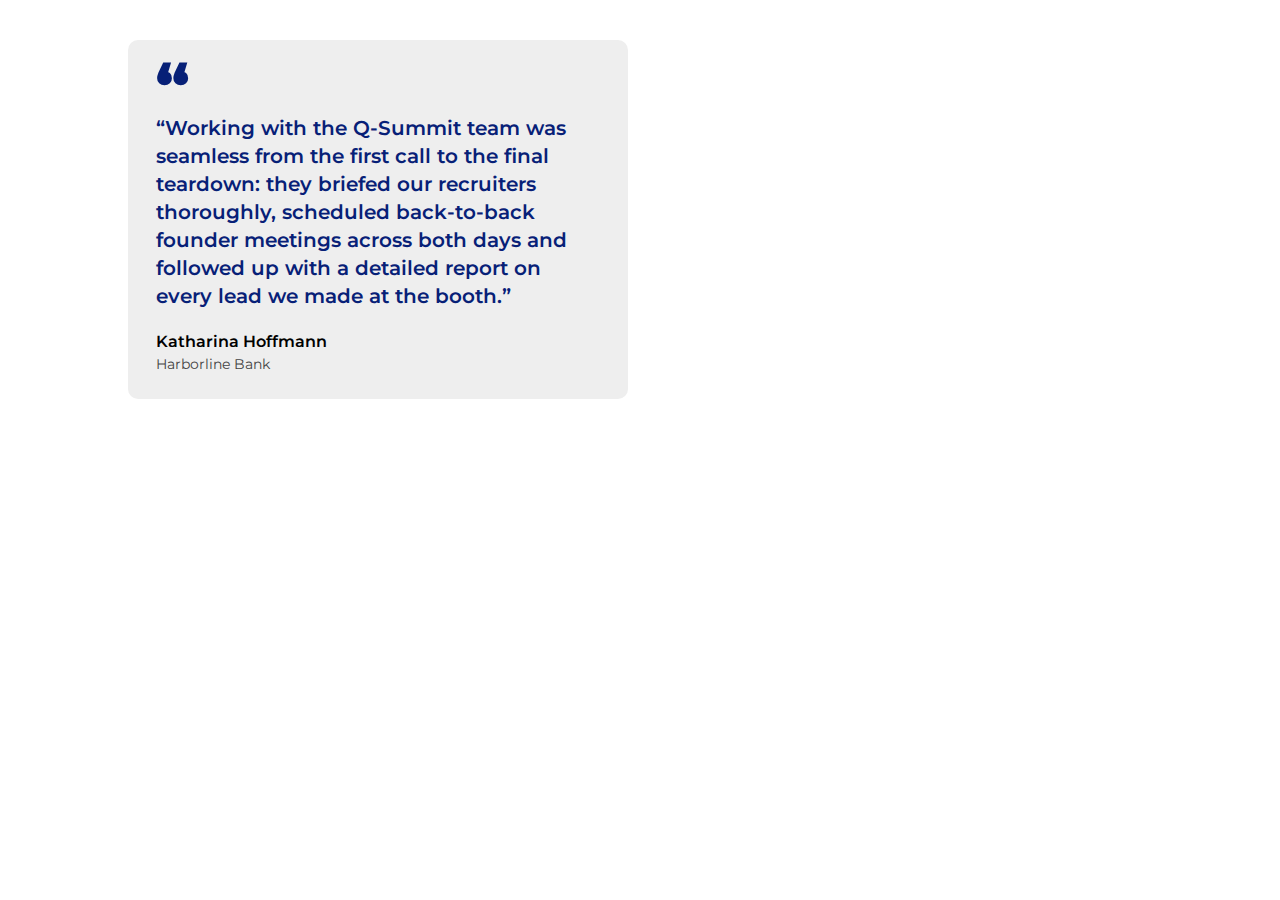 “
“Working with the Q-Summit team was
seamless from the first call to the final
teardown: they briefed our recruiters
thoroughly, scheduled back-to-back
founder meetings across both days and
followed up with a detailed report on
every lead we made at the booth.”
Katharina Hoffmann
Harborline Bank